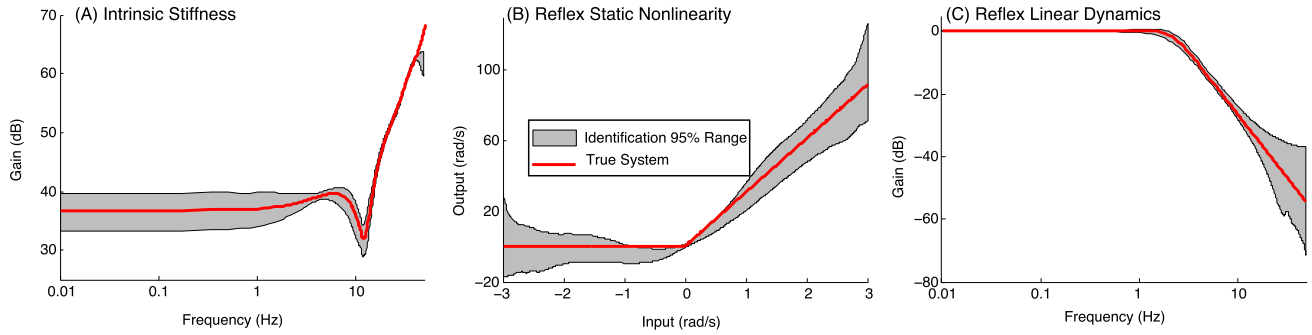 (A) Intrinsic Stiffness
70
60
50
40
30
Gain (dB)
0.01 0.1 1 10
Frequency (Hz)
(B) Reflex Static Nonlinearity
100
60
20
−20
Output (rad/s)
Identification 95% Range
True System
−3 −2 −1 0 1 2 3
Input (rad/s)
(C) Reflex Linear Dynamics
0
−20
−40
−60
−80
Gain (dB)
0.01 0.1 1 10
Frequency (Hz)